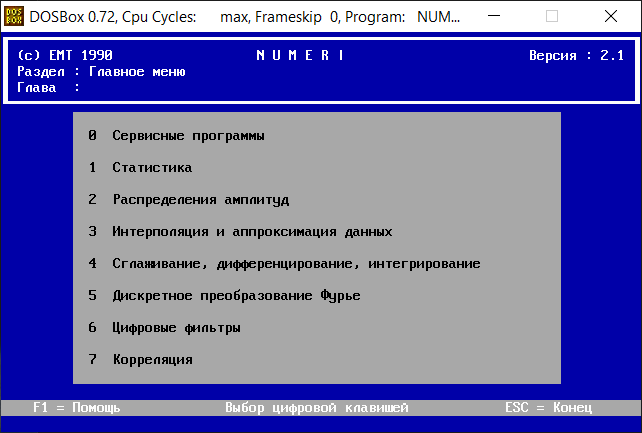 DOSBox 0.72, Cpu Cycles: max, Frameskip 0, Program: NUM...
(c) EMT 1990 N U M E R I Версия : 2.1
Раздел : Главное меню
Глава :
0 Сервисные программы
1 Статистика
2 Распределения амплитуд
3 Интерполяция и аппроксимация данных
4 Сглаживание, дифференцирование, интегрирование
5 Дискретное преобразование Фурье
6 Цифровые фильтры
7 Корреляция
F1 = Помощь Выбор цифровой клавишей ESC = Конец